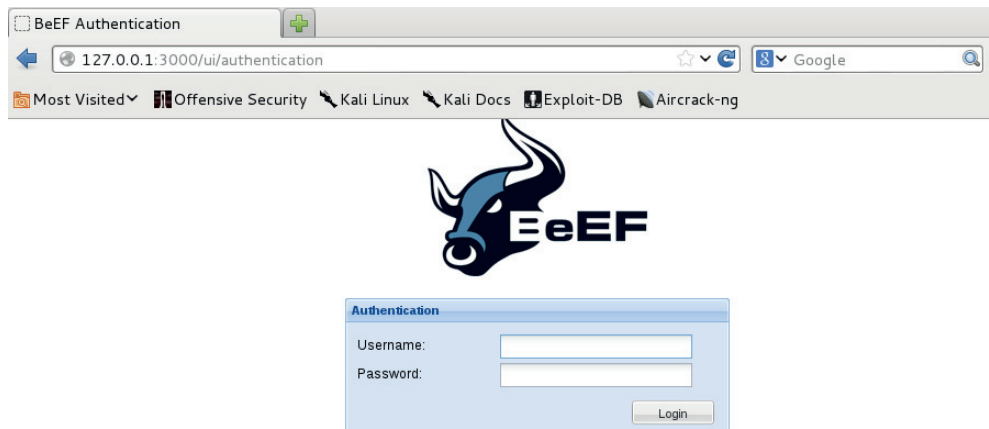 BeEF Authentication
127.0.0.1:3000/ui/authentication
Google
Most Visited
Offensive Security
Kali Linux
Kali Docs
Exploit-DB
Aircrack-ng
BeEF
Authentication
Username:
Password:
Login